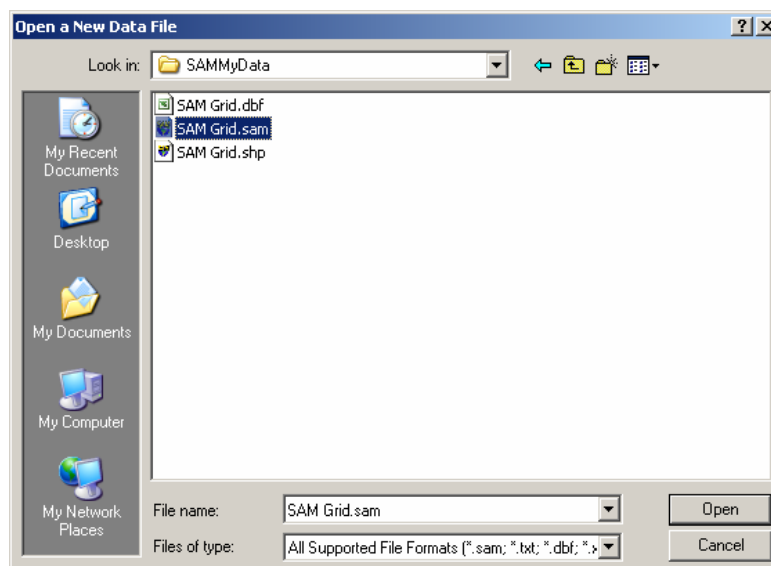 Open a New Data File
Look in:
SAMMyData
SAM Grid.dbf
SAM Grid.sam
SAM Grid.shp
My Recent
Documents
Desktop
My Documents
My Computer
My Network
Places
File name:
SAM Grid.sam
Open
Files of type:
All Supported File Formats (*.sam; *.txt; *.dbf; *.
Cancel